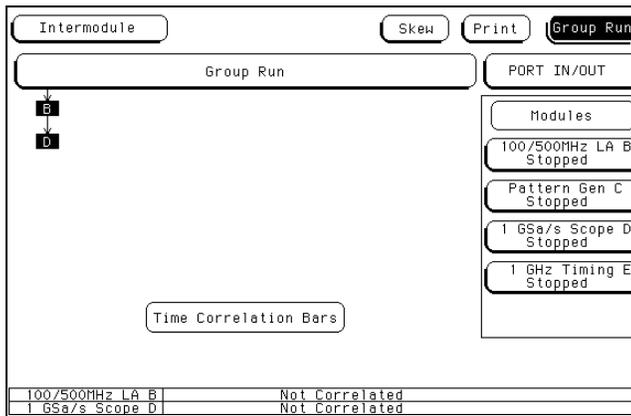 Intermodule Skew Print Group Run
Group Run PORT IN/OUT
B
D
Modules
100/500MHz LA B
Stopped
Pattern Gen C
Stopped
1 GSa/s Scope D
Stopped
1 GHz Timing E
Stopped
Time Correlation Bars
100/500MHz LA B Not Correlated
1 GSa/s Scope D Not Correlated